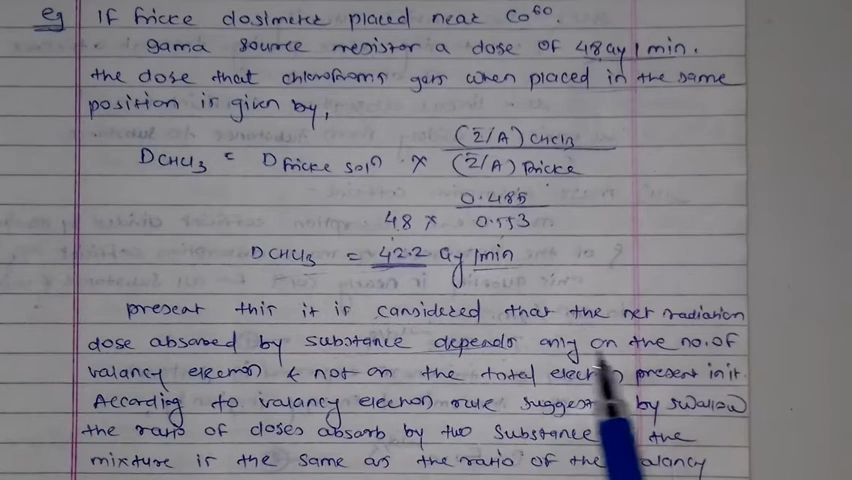 eg If fricke dosimeter placed near Co60.
gama source resistor a dose of 48 Gy/min.
the dose that chlorofroms gets when placed in the same
position is given by,
DCHCl3 = D fricke sol^n × (Z̄/A) CHCl3 / (Z̄/A) Fricke
48 × 0.485 / 0.553
DCHCl3 = 42.2 Gy/min
present this it is considered that the net radiation
dose absorbed by substance depends only on the no. of
valancy electron & not on the total present in it.
According to valancy electron rule suggest by swallow
the ratio of doses absorb by two substance the
mixture is the same as the ratio of the